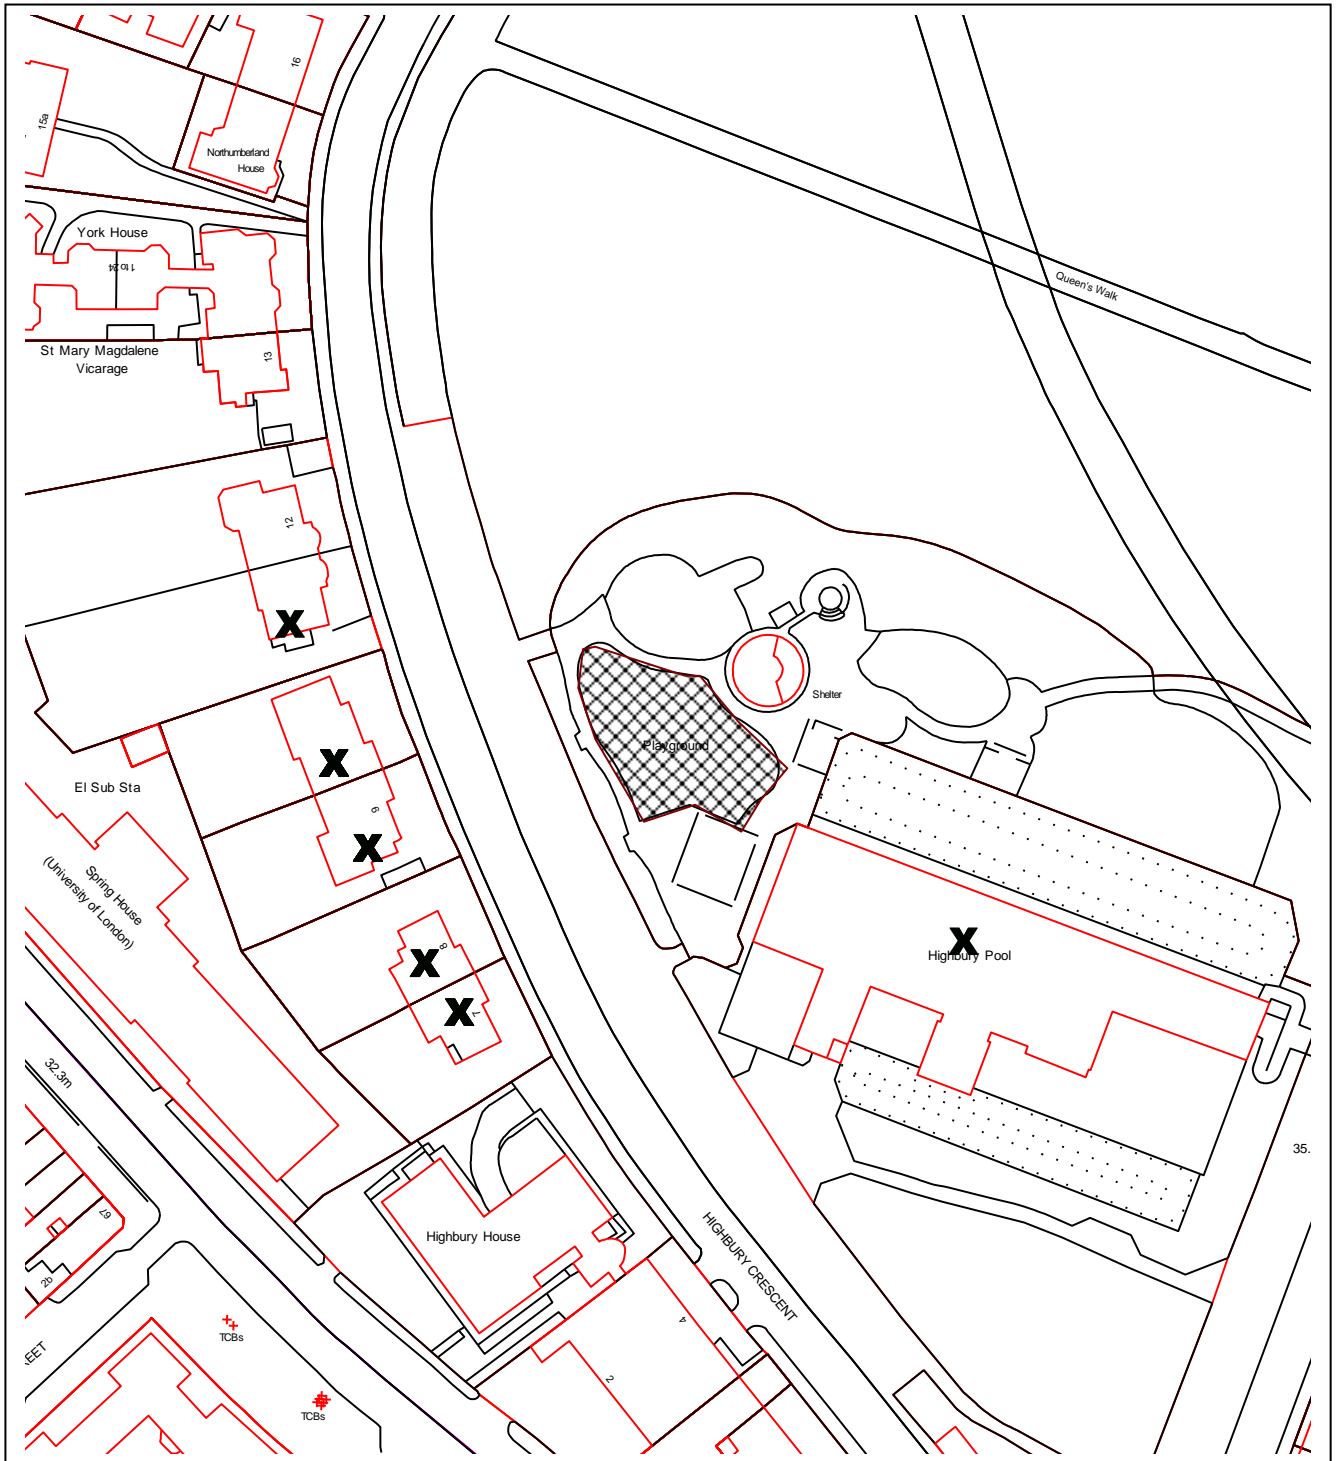 16
15a
Northumberland
House
York House
1 to 24
St Mary Magdalene
Vicarage
13
Queen's Walk
12
X
Shelter
Playground
X
El Sub Sta
9
X
Spring House
(University of London)
8
X
X
7
X
Highbury Pool
32.3m
35.
67
2b
Highbury House
HIGHBURY CRESCENT
4
2
TCBs
TCBs
EET